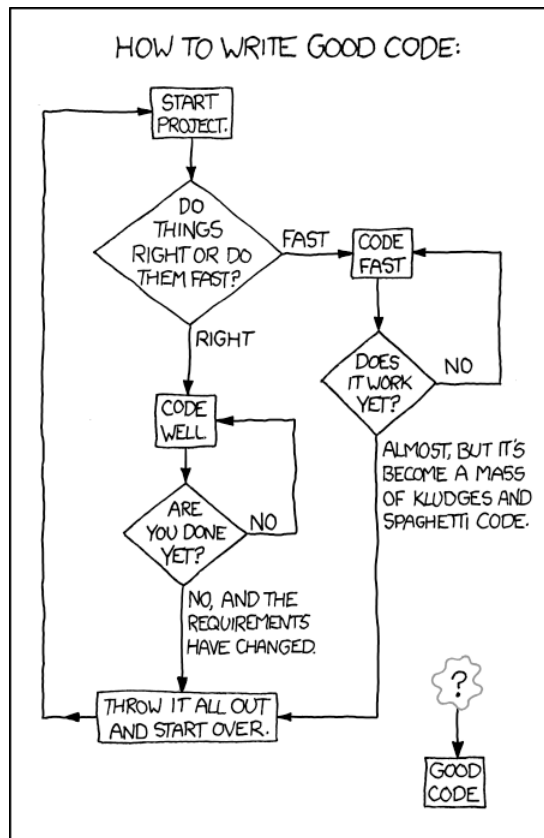 HOW TO WRITE GOOD CODE:
START
PROJECT.
DO
THINGS
RIGHT OR DO
THEM FAST?
FAST
CODE
FAST
RIGHT
DOES
IT WORK
YET?
NO
CODE
WELL
ALMOST, BUT IT'S
BECOME A MASS
OF KLUDGES AND
SPAGHETTI CODE.
ARE
YOU DONE
YET?
NO
NO, AND THE
REQUIREMENTS
HAVE CHANGED.
THROW IT ALL OUT
AND START OVER.
?
GOOD
CODE